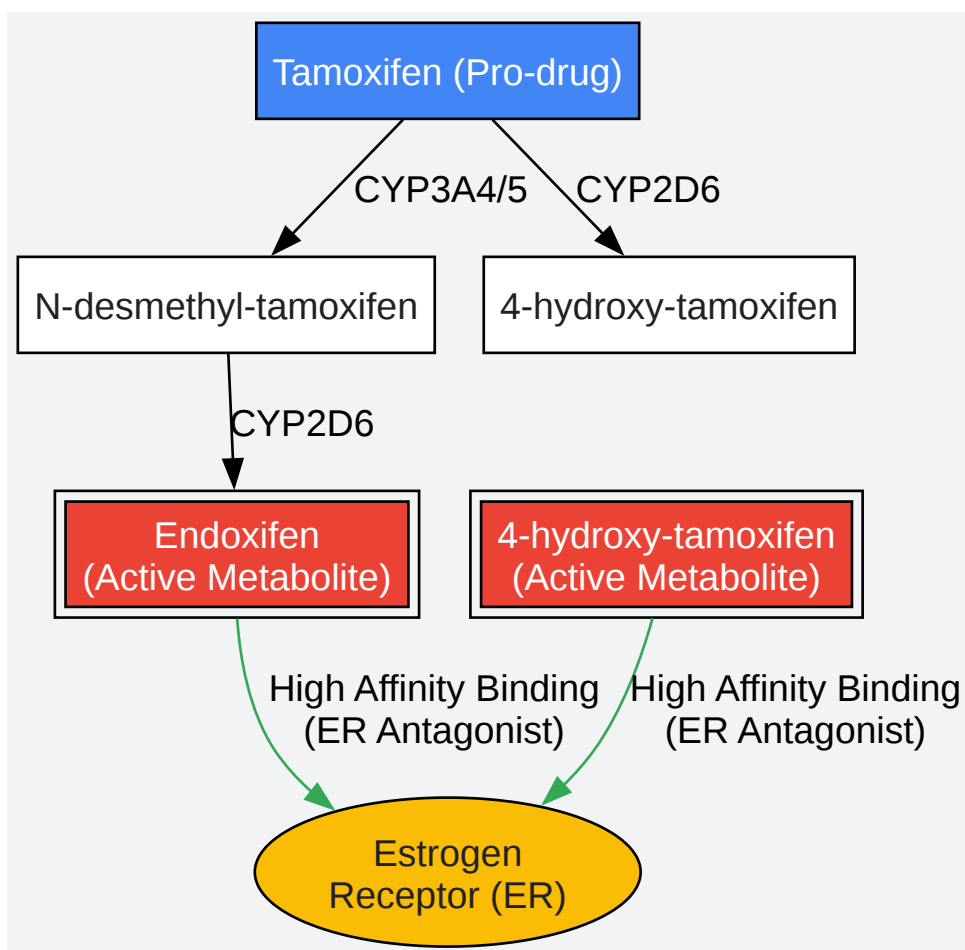 Tamoxifen (Pro-drug)
CYP3A4/5
CYP2D6
N-desmethyl-tamoxifen
4-hydroxy-tamoxifen
CYP2D6
Endoxifen
(Active Metabolite)
4-hydroxy-tamoxifen
(Active Metabolite)
High Affinity Binding
(ER Antagonist)
High Affinity Binding
(ER Antagonist)
Estrogen
Receptor (ER)